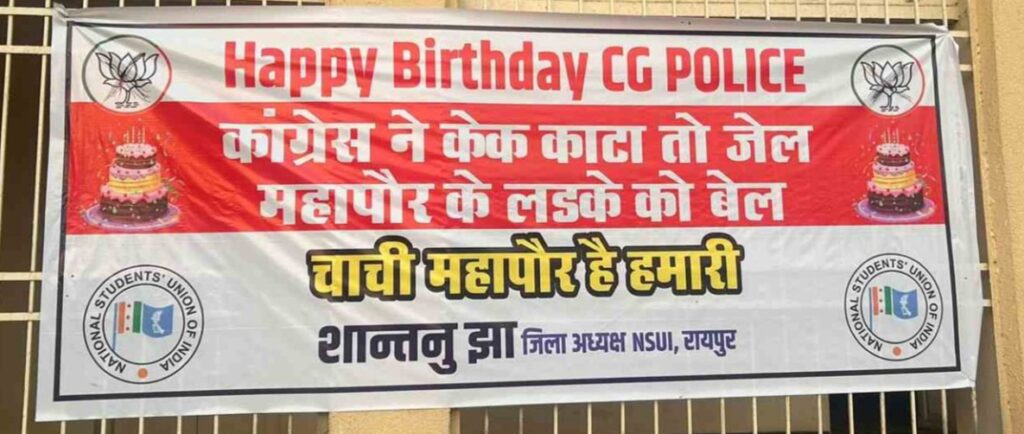 Happy Birthday CG POLICE
कांग्रेस ने केक काटा तो जेल
महापौर के लडके को बेल
चाची महापौर है हमारी
शान्तनु झा जिला अध्यक्ष NSUI, रायपुर
NATIONAL STUDENTS' UNION OF INDIA
NATIONAL STUDENTS' UNION OF INDIA